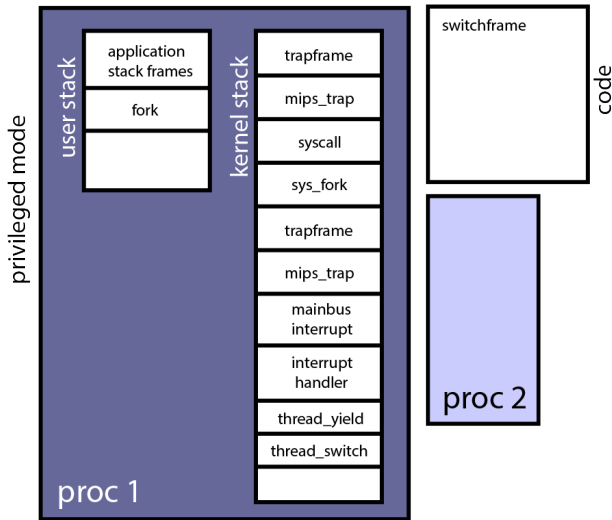 privileged mode
user stack
application
stack frames
fork
kernel stack
trapframe
mips_trap
syscall
sys_fork
trapframe
mips_trap
mainbus
interrupt
interrupt
handler
thread_yield
thread_switch
proc 1
switchframe
code
proc 2